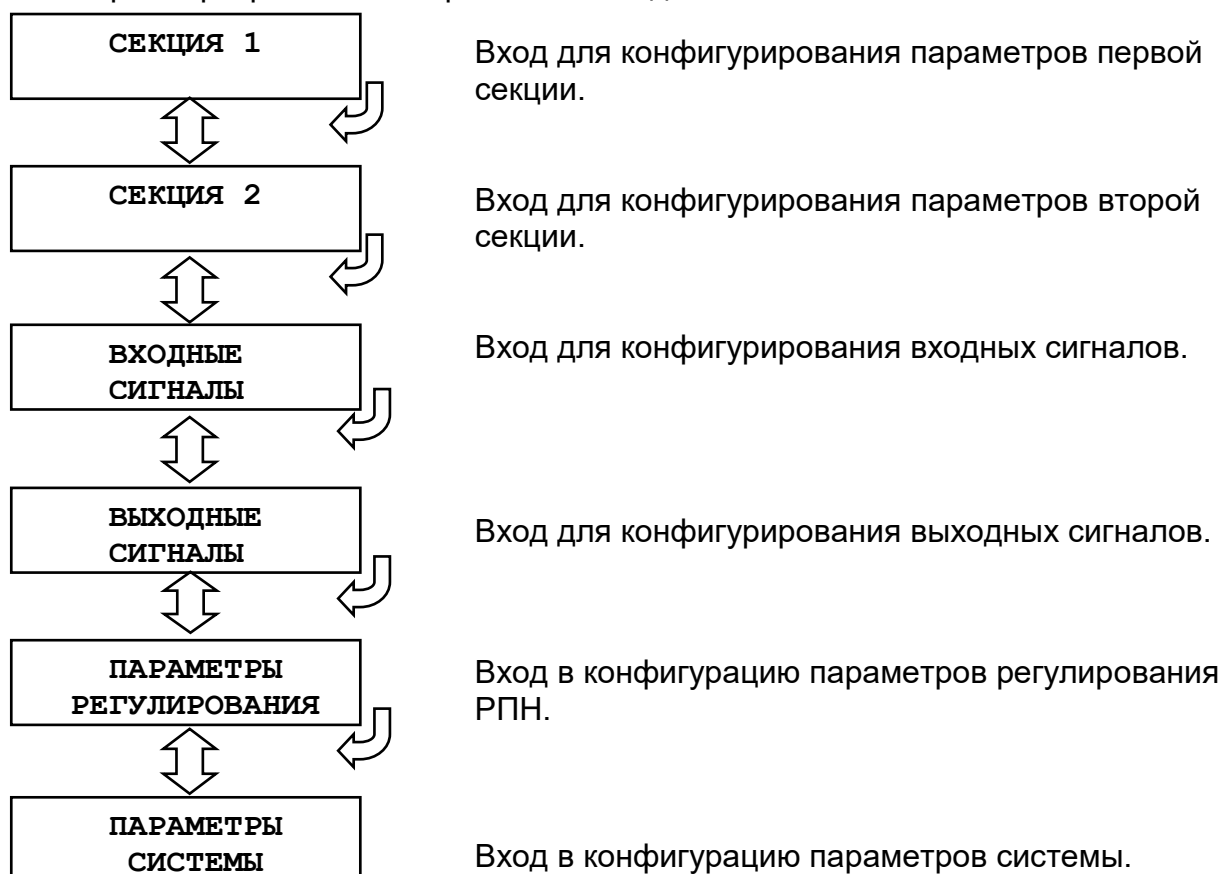 СЕКЦИЯ 1
Вход для конфигурирования параметров первой
секции.
СЕКЦИЯ 2
Вход для конфигурирования параметров второй
секции.
ВХОДНЫЕ
СИГНАЛЫ
Вход для конфигурирования входных сигналов.
ВЫХОДНЫЕ
СИГНАЛЫ
Вход для конфигурирования выходных сигналов.
ПАРАМЕТРЫ
РЕГУЛИРОВАНИЯ
Вход в конфигурацию параметров регулирования
РПН.
ПАРАМЕТРЫ
СИСТЕМЫ
Вход в конфигурацию параметров системы.